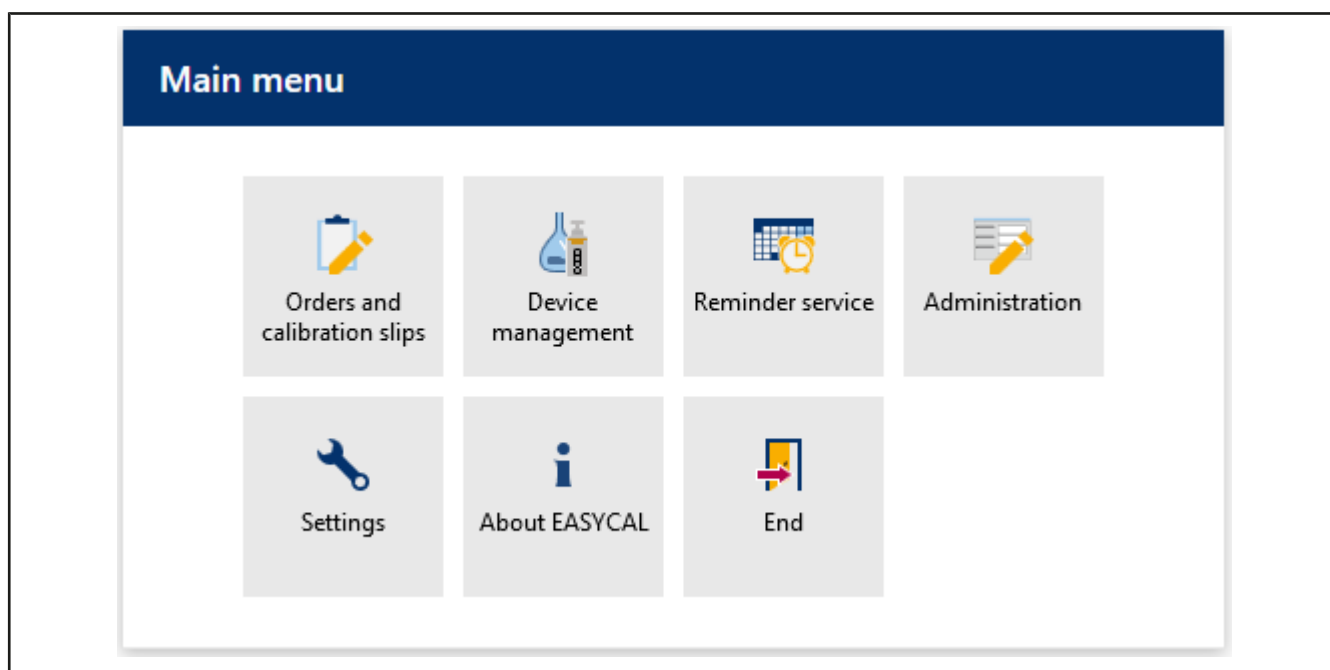 Main menu
Orders and
calibration slips
Device
management
Reminder service
Administration
Settings
About EASYCAL
End